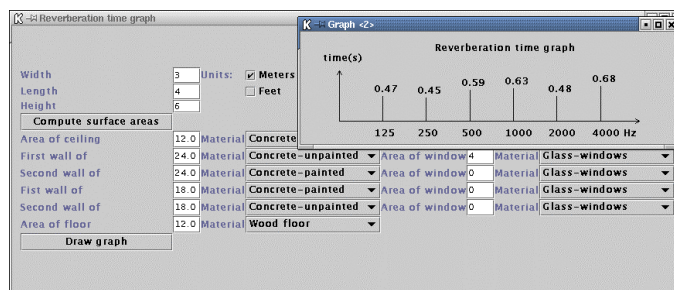 Reverberation time graph
Graph <2>
Reverberation time graph
time(s)
0.47 0.45 0.59 0.63 0.48 0.68
125 250 500 1000 2000 4000 Hz
Width 3 Units: Meters
Length 4 Feet
Height 6
Compute surface areas
Area of ceiling 12.0 Material
First wall of 24.0 Material Concrete-unpainted Area of window 4 Material Glass-windows
Second wall of 24.0 Material Concrete-painted Area of window 0 Material Glass-windows
Fist wall of 18.0 Material Concrete-painted Area of window 0 Material Glass-windows
Second wall of 18.0 Material Concrete-unpainted Area of window 0 Material Glass-windows
Area of floor 12.0 Material Wood floor
Draw graph